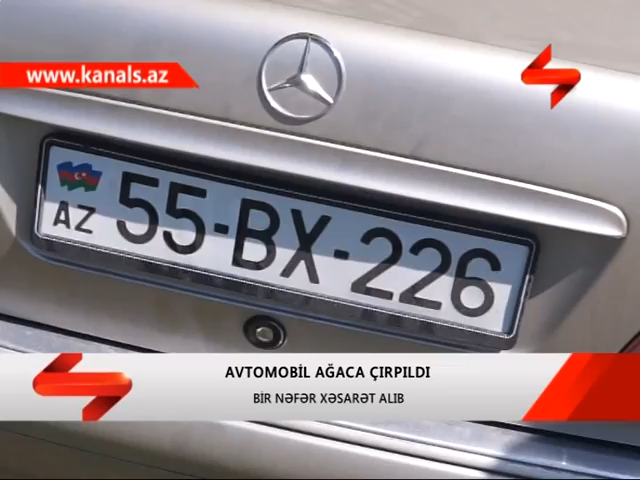 www.kanals.az
AZ 55-BX-226
AVTOMOBİL AĞACA ÇIRPILDI
BİR NƏFƏR XƏSARƏT ALIB